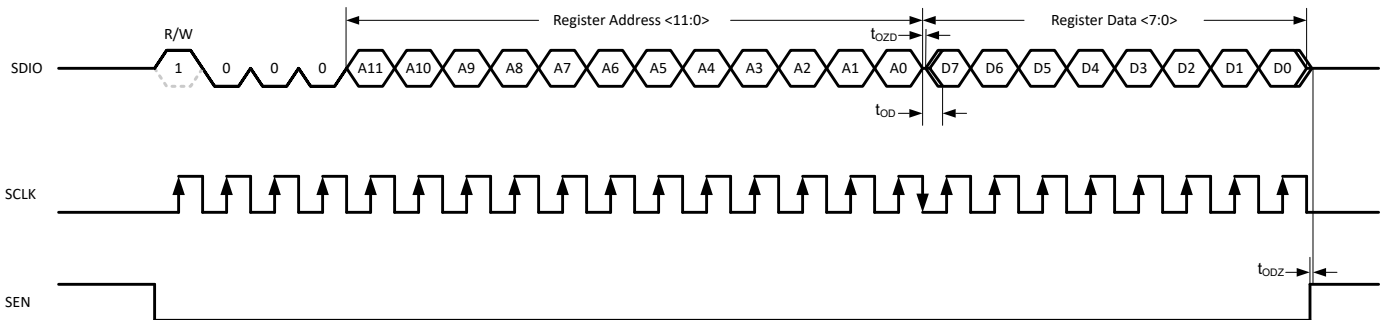 Register Address <11:0> Register Data <7:0>
R/W tOZD
SDIO 1 0 0 0 A11 A10 A9 A8 A7 A6 A5 A4 A3 A2 A1 A0 D7 D6 D5 D4 D3 D2 D1 D0
tOD
SCLK
tODZ
SEN